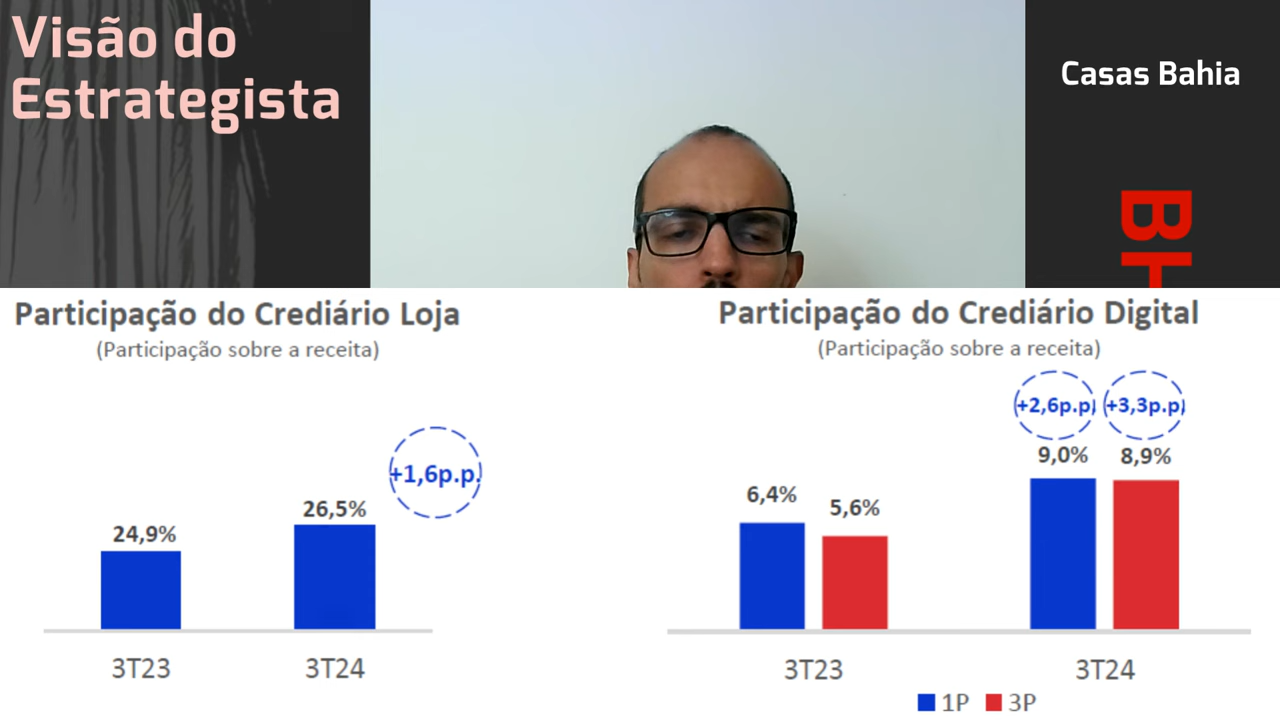 Visão do
Estrategista
Casas Bahia
BH
Participação do Crediário Loja
(Participação sobre a receita)
+1,6p.p.
24,9%
26,5%
3T23
3T24
Participação do Crediário Digital
(Participação sobre a receita)
+2,6p.p.
+3,3p.p.
6,4%
5,6%
9,0%
8,9%
3T23
3T24
1P
3P